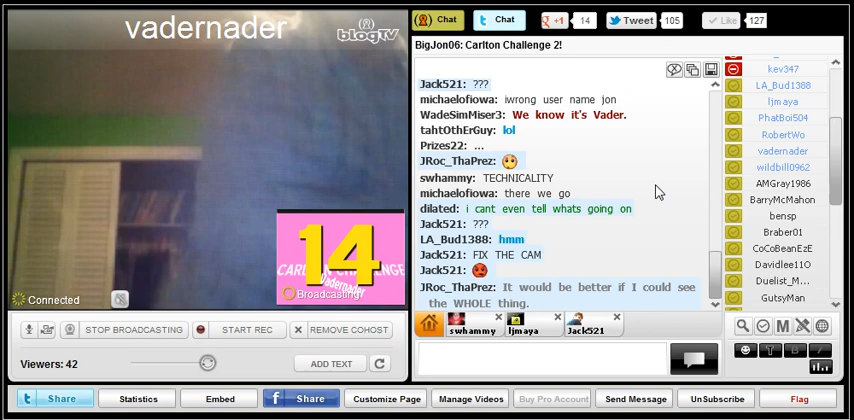 vadernader
blogTV
14
CARLTON CHALLENGE
Vadernader
Connected
Broadcasting
STOP BROADCASTING
START REC
REMOVE COHOST
Viewers: 42
ADD TEXT
Chat
Chat
+1
14
Tweet
105
Like
127
BigJon06: Carlton Challenge 2!
Jack521: ???
michaelofiowa: iwrong user name jon
WadeSimMiser3: We know it's Vader.
tahtOthErGuy: lol
Prizes22: ...
JRoc_ThaPrez:
swhammy: TECHNICALITY
michaelofiowa: there we go
dilated: i cant even tell whats going on
Jack521: ???
LA_Bud1388: hmm
Jack521: FIX THE CAM
Jack521:
JRoc_ThaPrez: It would be better if I could see
the WHOLE thing.
swhammy
ljmaya
Jack521
kev347
LA_Bud1388
ljmaya
PhatBoi504
RobertWo
vadernader
wildbill0962
AMGray1986
BarryMcMahon
bensp
Braber01
CoCoBeanEzE
Davidlee11O
Duelist_M...
GutsyMan
M
T
B
I
Share
Statistics
Embed
Share
Customize Page
Manage Videos
Buy Pro Account
Send Message
UnSubscribe
Flag